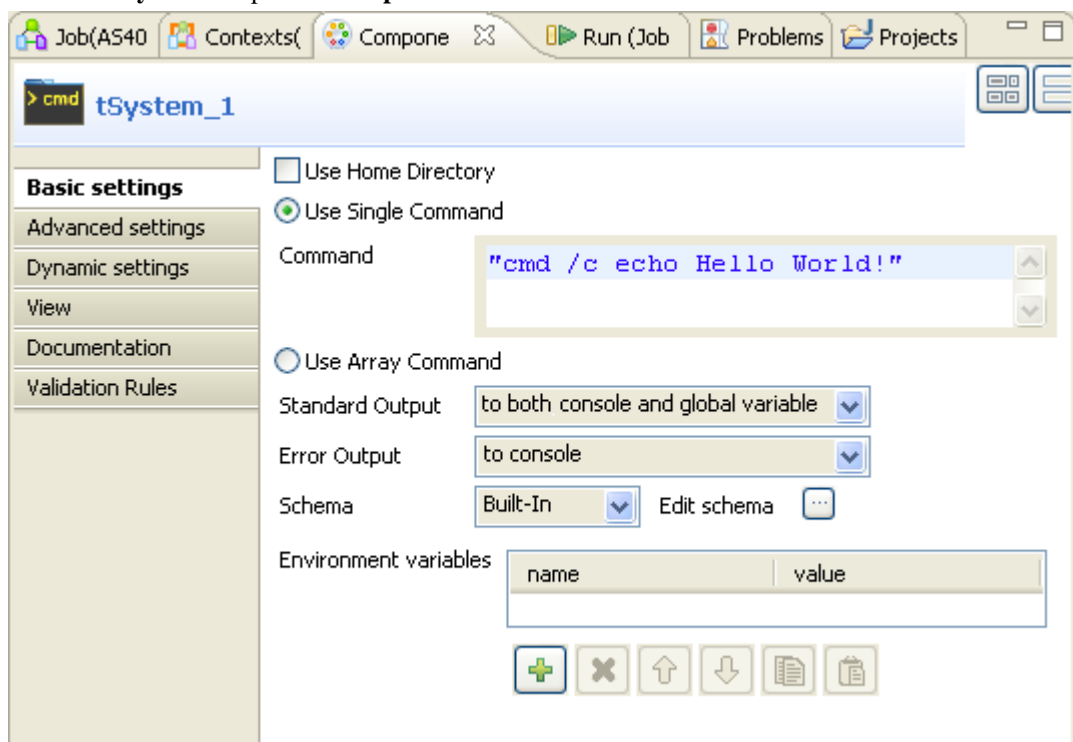 Job(AS40 Contexts( Compone Run (Job Problems Projects
> cmd tSystem_1
Basic settings
Advanced settings
Dynamic settings
View
Documentation
Validation Rules
Use Home Directory
Use Single Command
Command "cmd /c echo Hello World!"
Use Array Command
Standard Output to both console and global variable
Error Output to console
Schema Built-In Edit schema ...
Environment variables name value